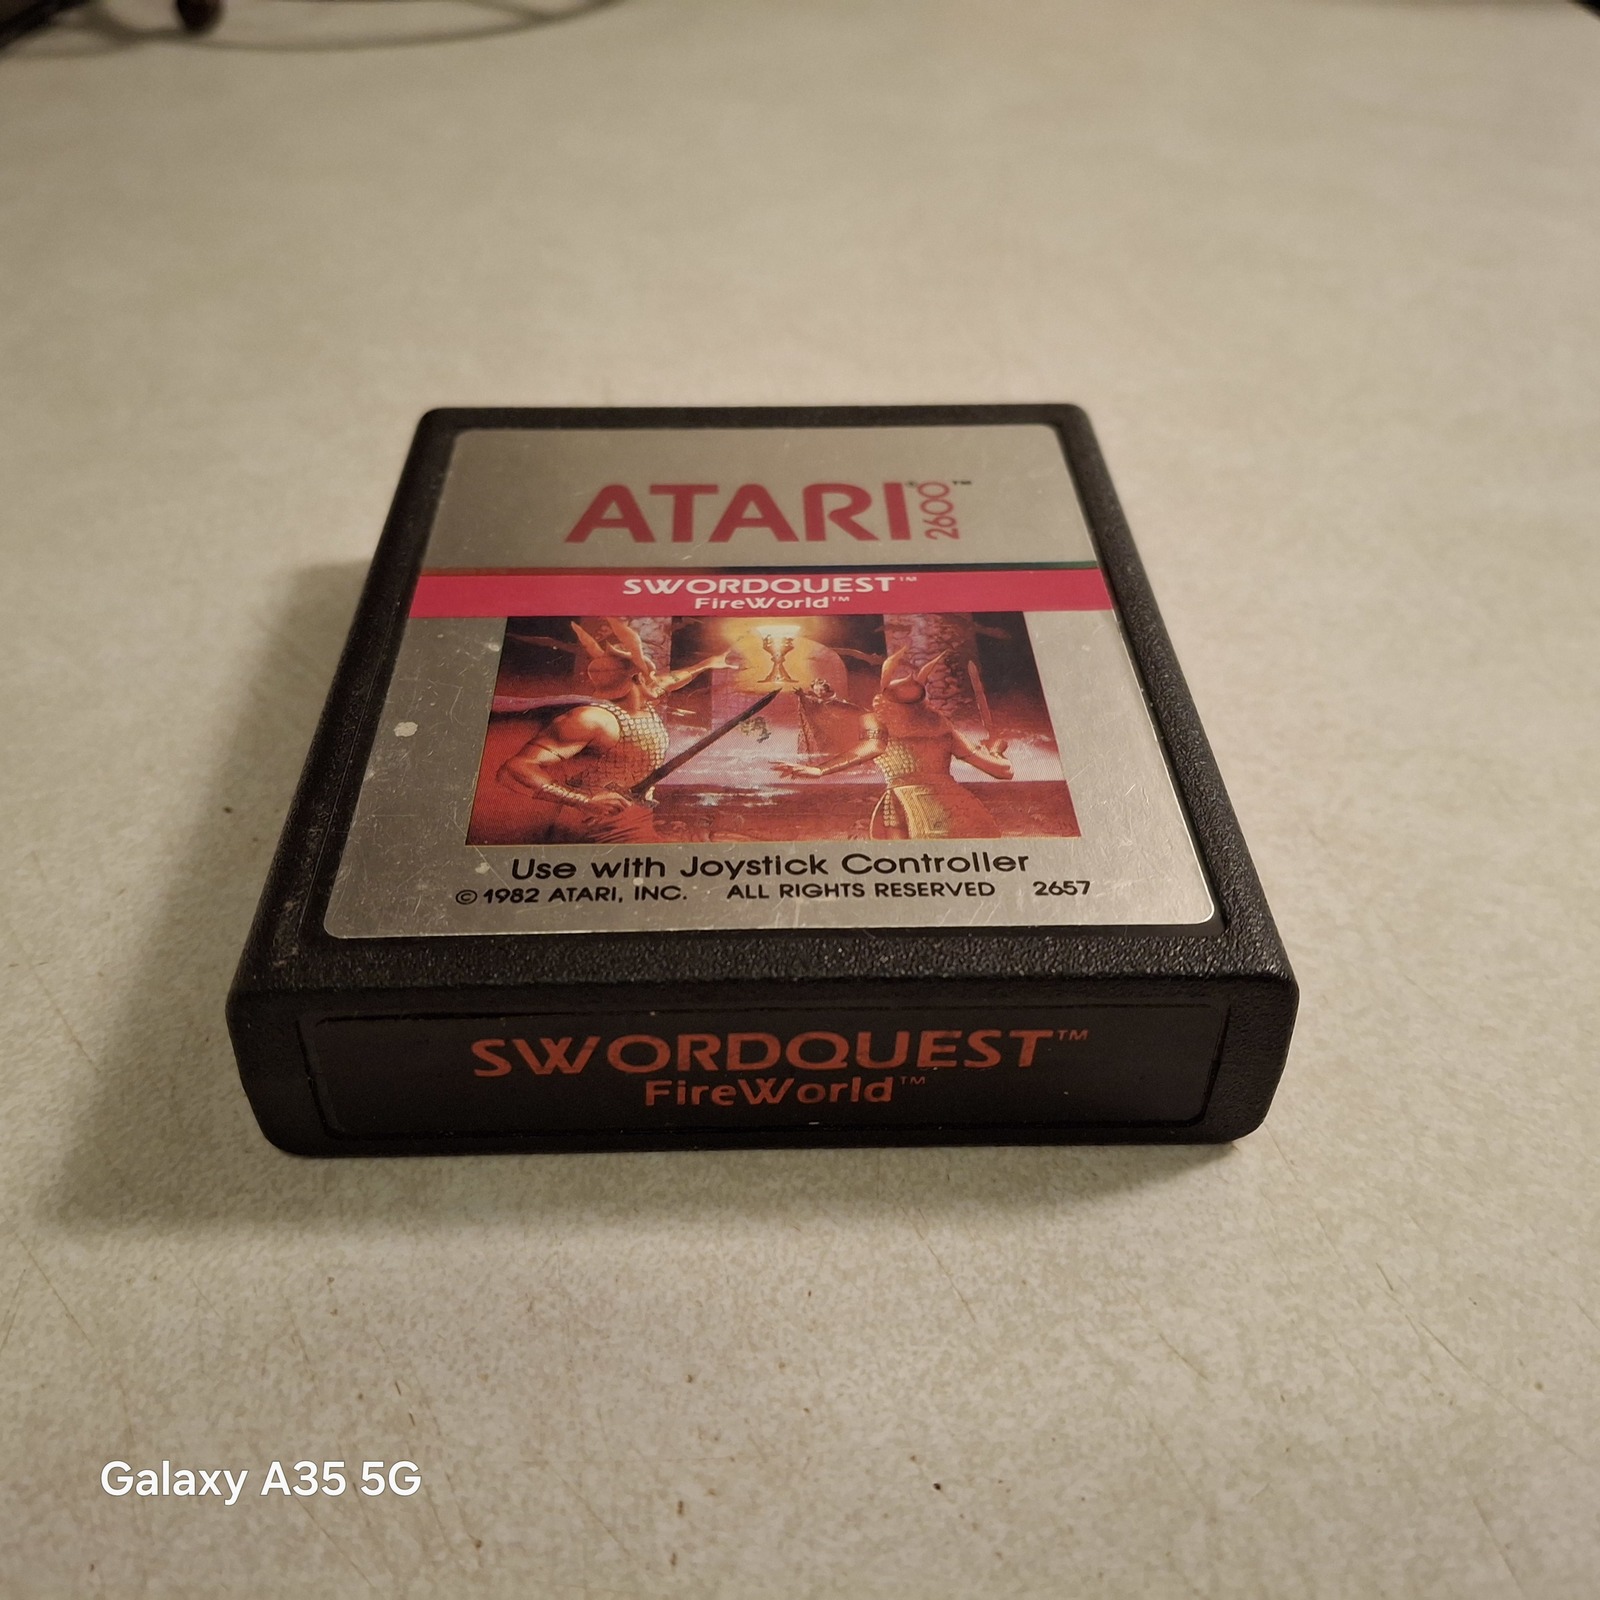 ATARI® 2600™
SWORDQUEST™
FireWorld™
Use with Joystick Controller
© 1982 ATARI, INC. ALL RIGHTS RESERVED 2657
SWORDQUEST™
FireWorld™
Galaxy A35 5G